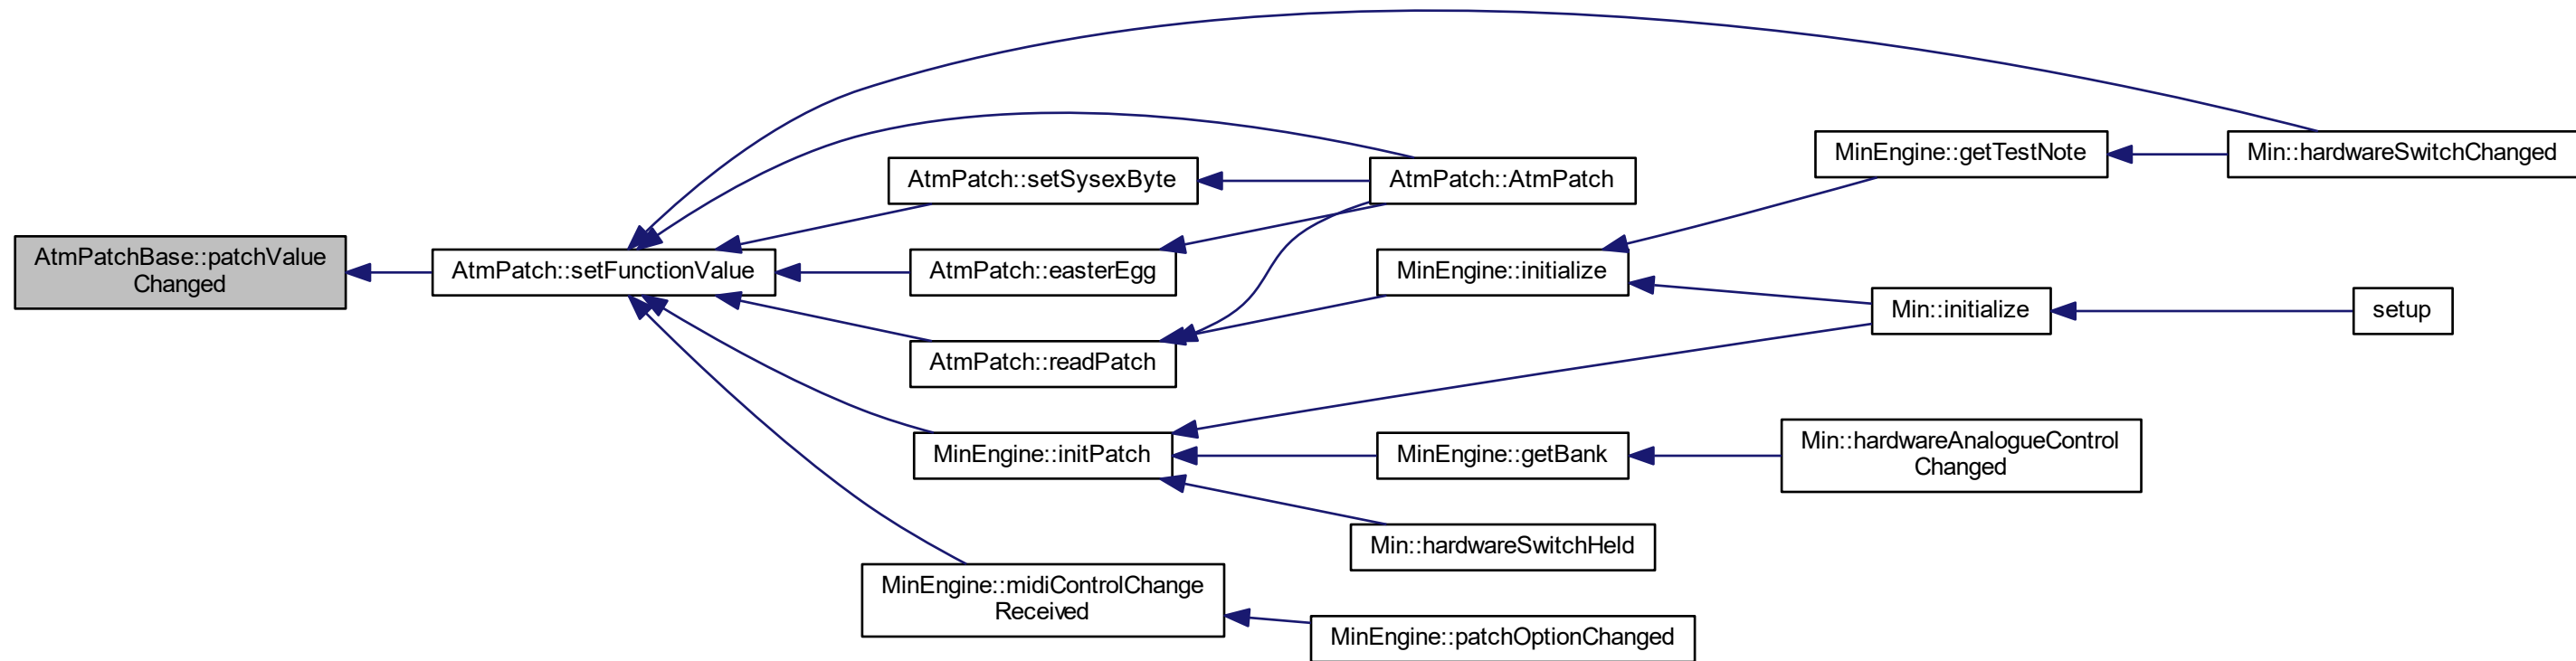 AtmPatchBase::patchValue
Changed
AtmPatch::setFunctionValue
AtmPatch::setSysexByte
AtmPatch::easterEgg
AtmPatch::readPatch
MinEngine::initPatch
MinEngine::midiControlChange
Received
AtmPatch::AtmPatch
MinEngine::initialize
MinEngine::getBank
Min::hardwareSwitchHeld
MinEngine::patchOptionChanged
MinEngine::getTestNote
Min::initialize
Min::hardwareAnalogueControl
Changed
Min::hardwareSwitchChanged
setup